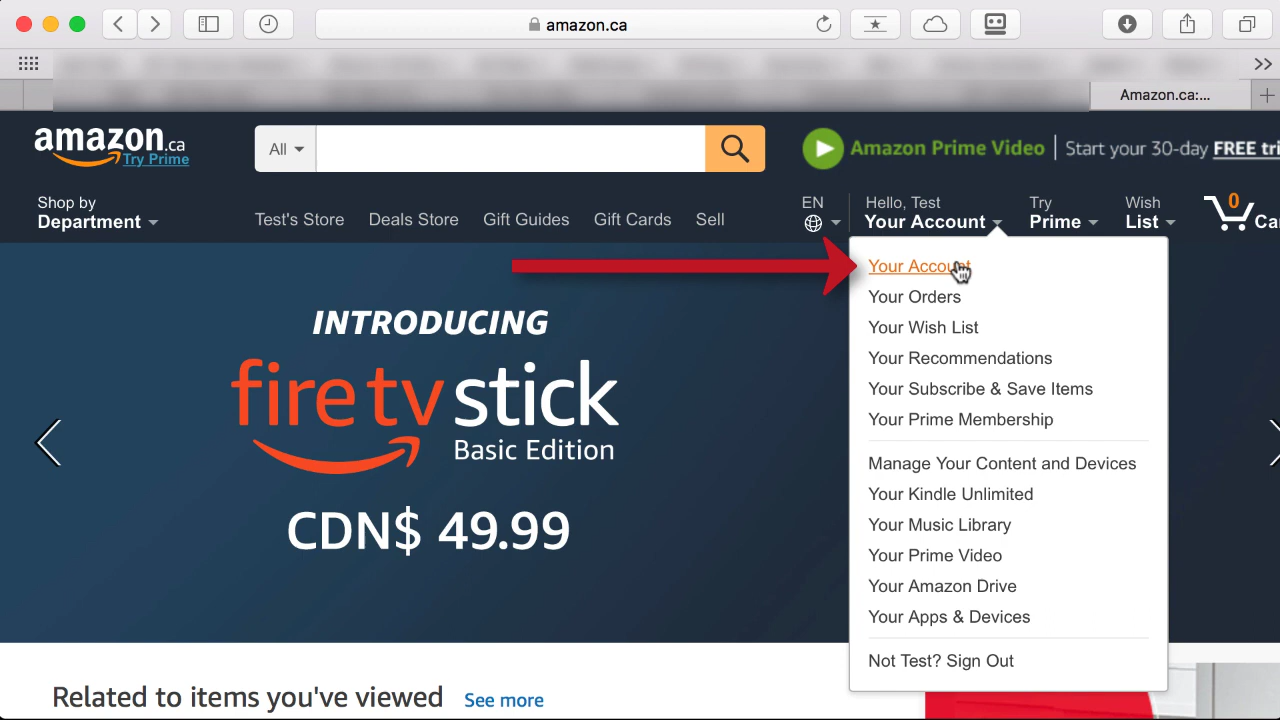 amazon.ca
Amazon.ca:...
amazon.ca
Try Prime
All
Amazon Prime Video
Start your 30-day FREE
Shop by
Department
Test's Store
Deals Store
Gift Guides
Gift Cards
Sell
EN
Hello, Test
Your Account
Try
Prime
Wish
List
0
Your Account
Your Orders
Your Wish List
Your Recommendations
Your Subscribe & Save Items
Your Prime Membership
Manage Your Content and Devices
Your Kindle Unlimited
Your Music Library
Your Prime Video
Your Amazon Drive
Your Apps & Devices
Not Test? Sign Out
INTRODUCING
fire tv stick
Basic Edition
CDN$ 49.99
Related to items you've viewed
See more